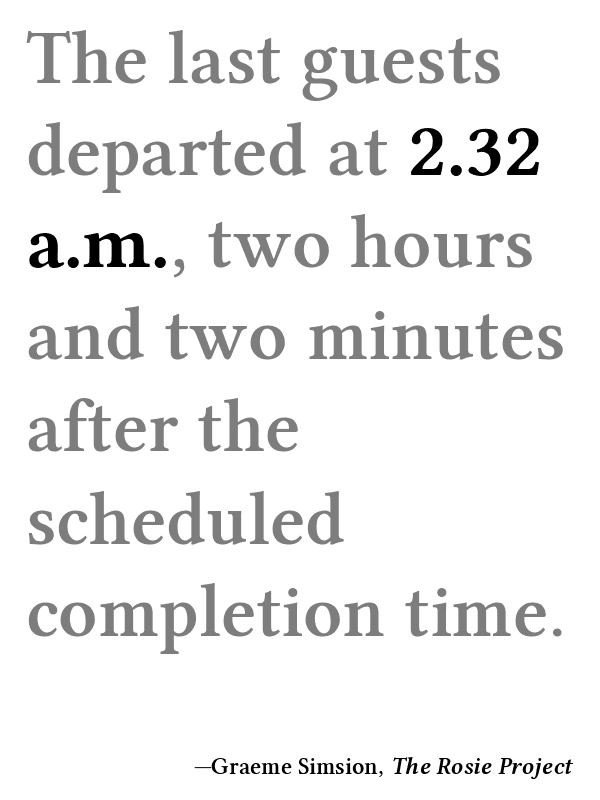 The last guests
departed at 2.32
a.m., two hours
and two minutes
after the
scheduled
completion time.
—Graeme Simsion, The Rosie Project